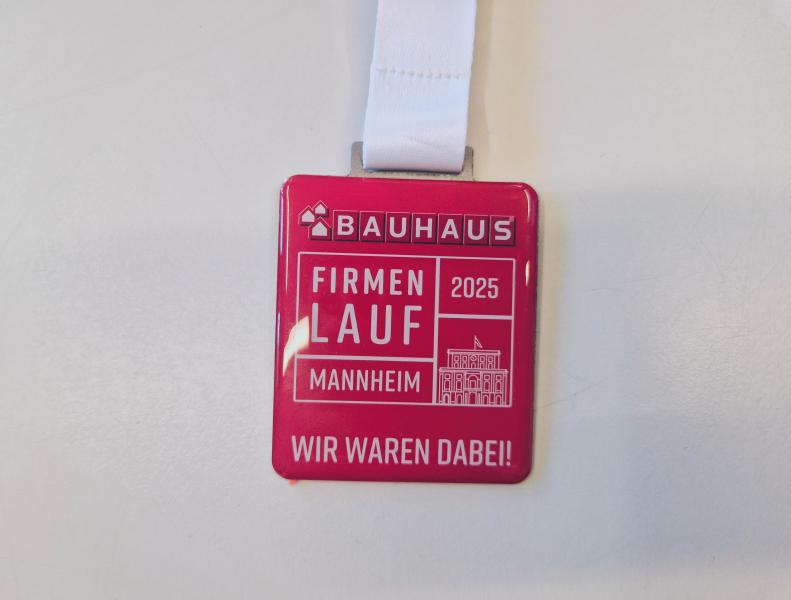 BAUHAUS
FIRMEN
LAUF
2025
MANNHEIM
WIR WAREN DABEI!